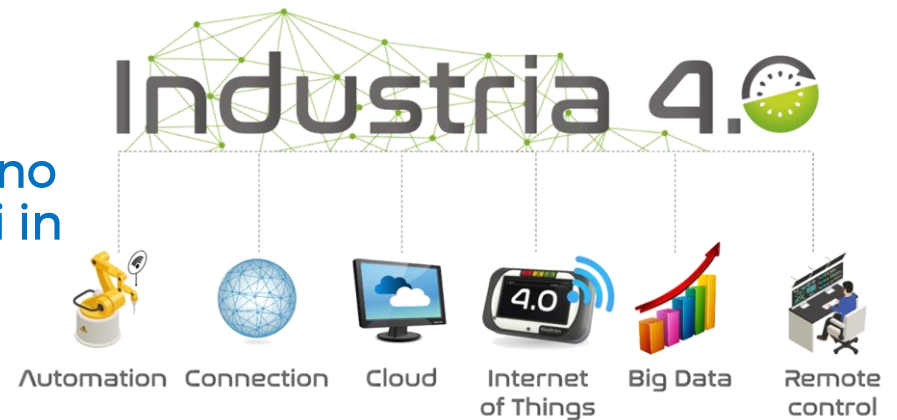 Industria 4.0
no
i in
4.0
Automation
Connection
Cloud
Internet
of Things
Big Data
Remote
control